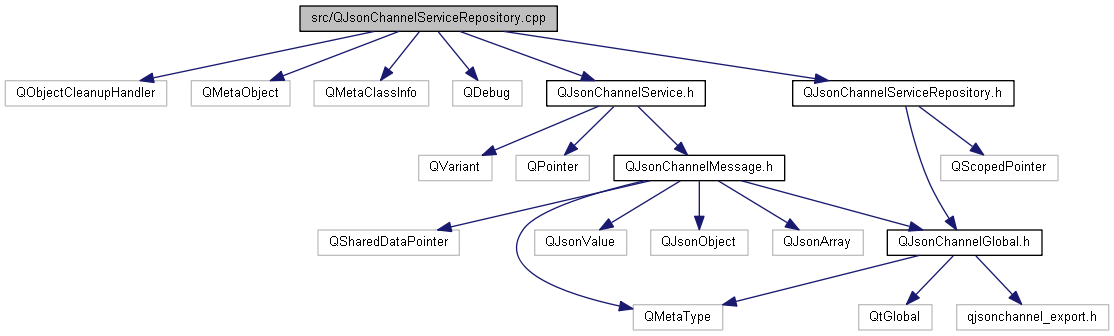 src/QJsonChannelServiceRepository.cpp
QObjectCleanupHandler
QMetaObject
QMetaClassInfo
QDebug
QJsonChannelService.h
QJsonChannelServiceRepository.h
QVariant
QPointer
QJsonChannelMessage.h
QScopedPointer
QSharedDataPointer
QJsonValue
QJsonObject
QJsonArray
QJsonChannelGlobal.h
QMetaType
QtGlobal
qjsonchannel_export.h